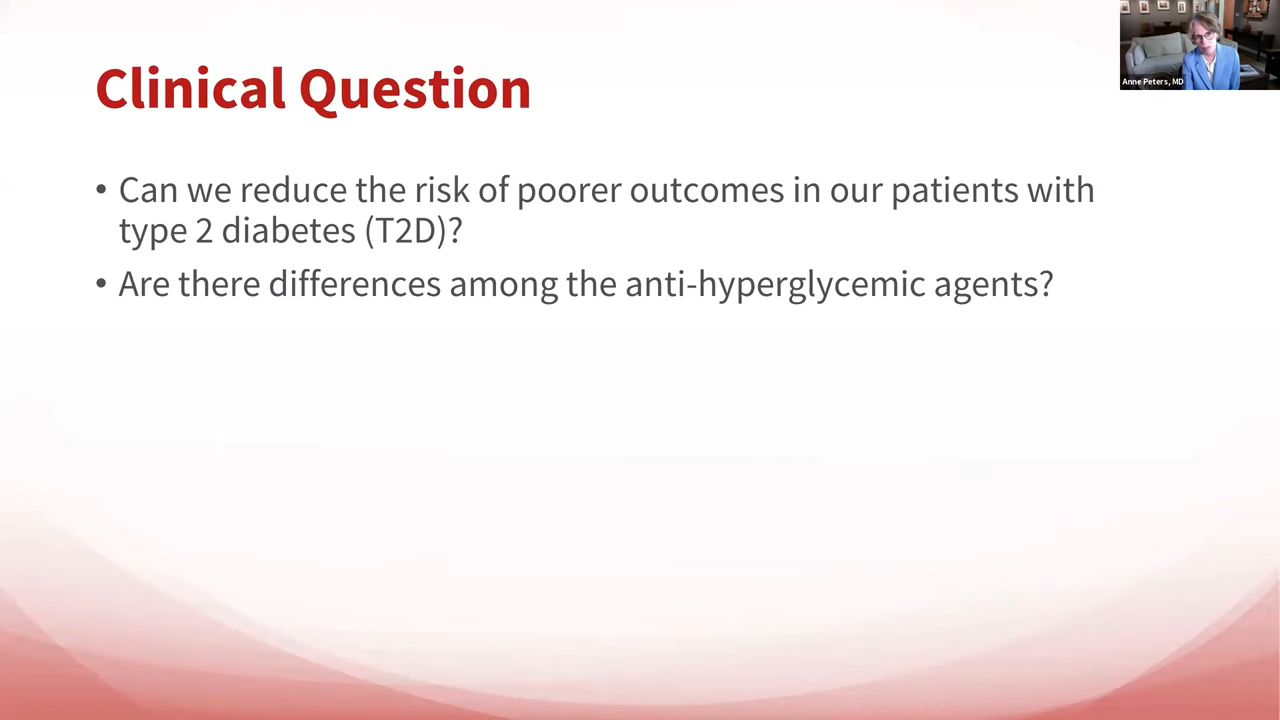 Clinical Question
• Can we reduce the risk of poorer outcomes in our patients with
type 2 diabetes (T2D)?
• Are there differences among the anti-hyperglycemic agents?
Anne Peters, MD